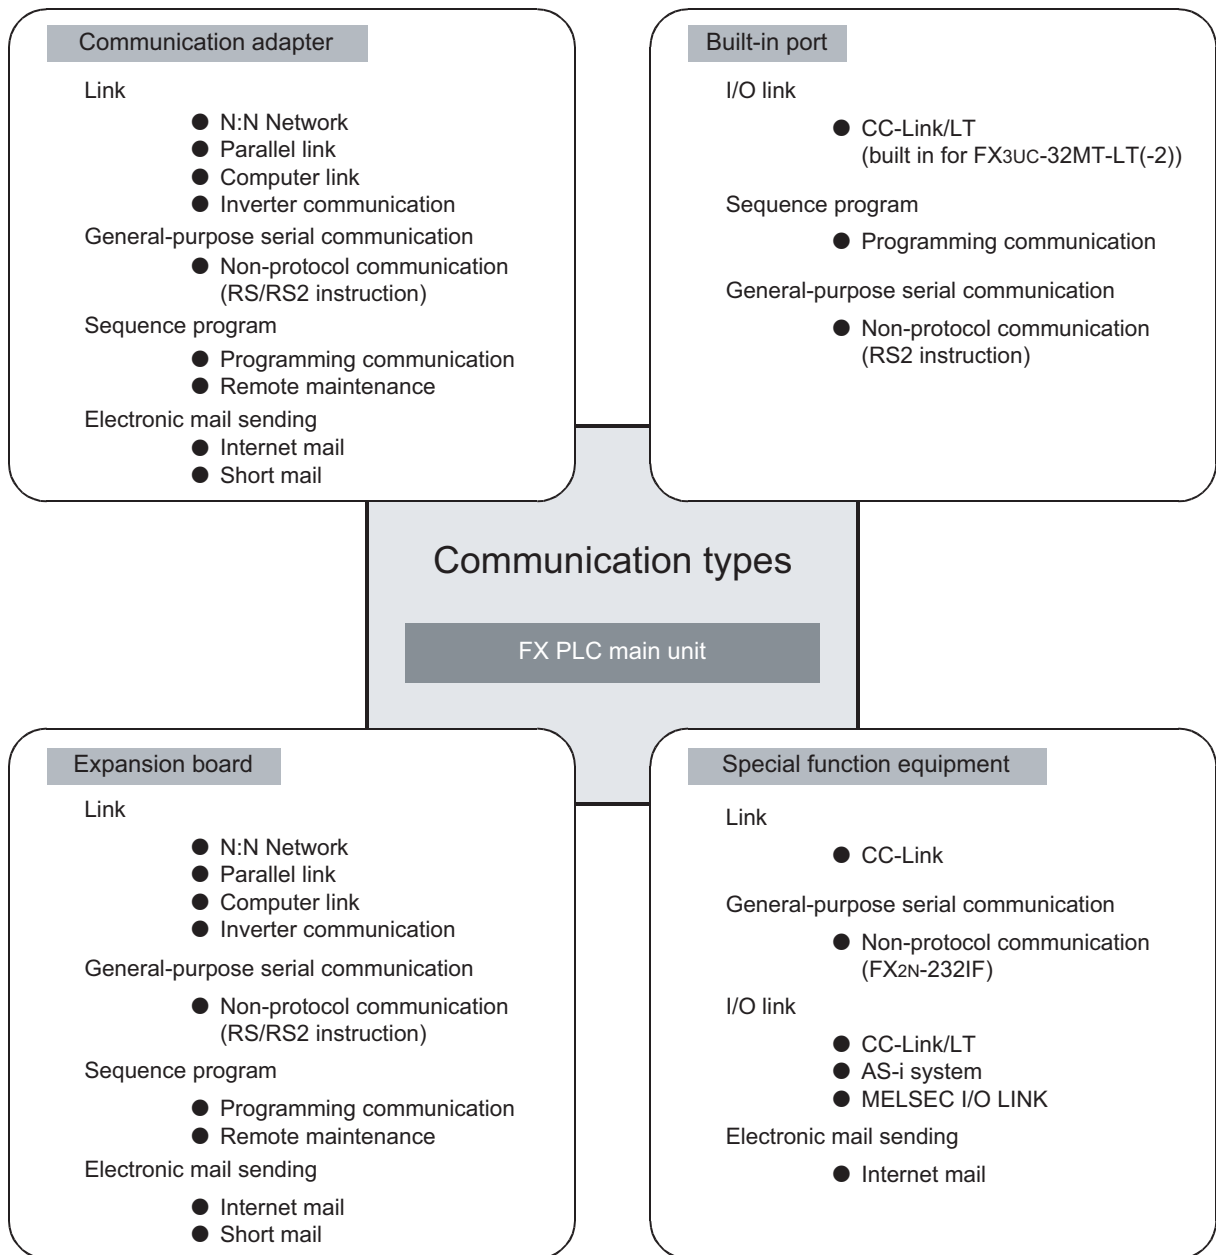 Communication adapter
Link
● N:N Network
● Parallel link
● Computer link
● Inverter communication
General-purpose serial communication
● Non-protocol communication
(RS/RS2 instruction)
Sequence program
● Programming communication
● Remote maintenance
Electronic mail sending
● Internet mail
● Short mail
Built-in port
I/O link
● CC-Link/LT
(built in for FX3UC-32MT-LT(-2))
Sequence program
● Programming communication
General-purpose serial communication
● Non-protocol communication
(RS2 instruction)
Communication types
FX PLC main unit
Expansion board
Link
● N:N Network
● Parallel link
● Computer link
● Inverter communication
General-purpose serial communication
● Non-protocol communication
(RS/RS2 instruction)
Sequence program
● Programming communication
● Remote maintenance
Electronic mail sending
● Internet mail
● Short mail
Special function equipment
Link
● CC-Link
General-purpose serial communication
● Non-protocol communication
(FX2N-232IF)
I/O link
● CC-Link/LT
● AS-i system
● MELSEC I/O LINK
Electronic mail sending
● Internet mail